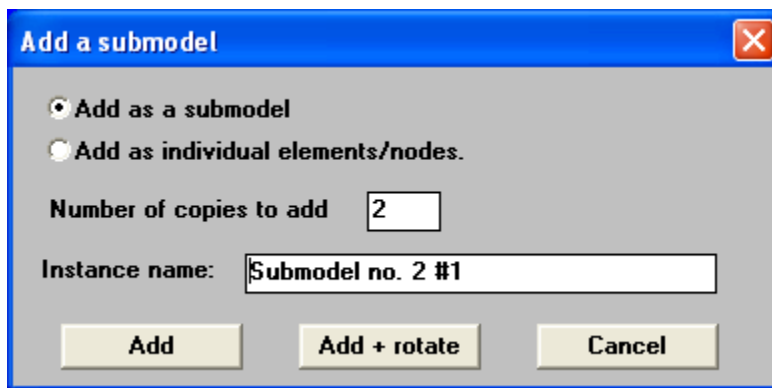 Add a submodel
Add as a submodel
Add as individual elements/nodes.
Number of copies to add 2
Instance name: Submodel no. 2 #1
Add Add + rotate Cancel